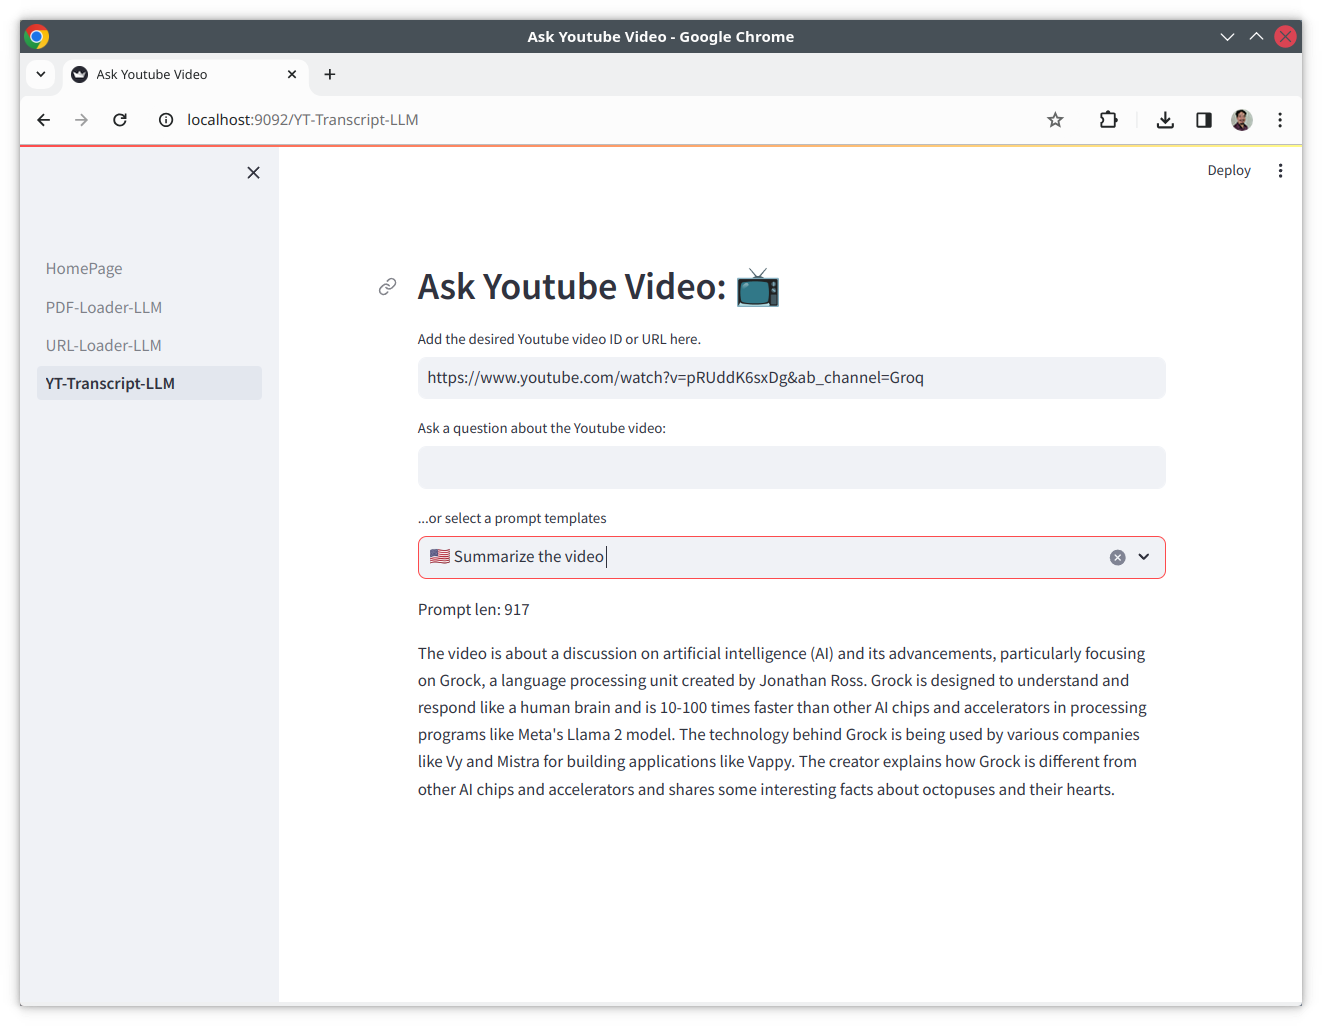 Ask Youtube Video - Google Chrome
Ask Youtube Video
localhost:9092/YT-Transcript-LLM
Deploy
HomePage
PDF-Loader-LLM
URL-Loader-LLM
YT-Transcript-LLM
Ask Youtube Video: 📺
Add the desired Youtube video ID or URL here.
https://www.youtube.com/watch?v=pRUddK6sxDg&ab_channel=Groq
Ask a question about the Youtube video:
...or select a prompt templates
🇺🇸 Summarize the video
Prompt len: 917
The video is about a discussion on artificial intelligence (AI) and its advancements, particularly focusing
on Grock, a language processing unit created by Jonathan Ross. Grock is designed to understand and
respond like a human brain and is 10-100 times faster than other AI chips and accelerators in processing
programs like Meta's Llama 2 model. The technology behind Grock is being used by various companies
like Vy and Mistra for building applications like Vappy. The creator explains how Grock is different from
other AI chips and accelerators and shares some interesting facts about octopuses and their hearts.